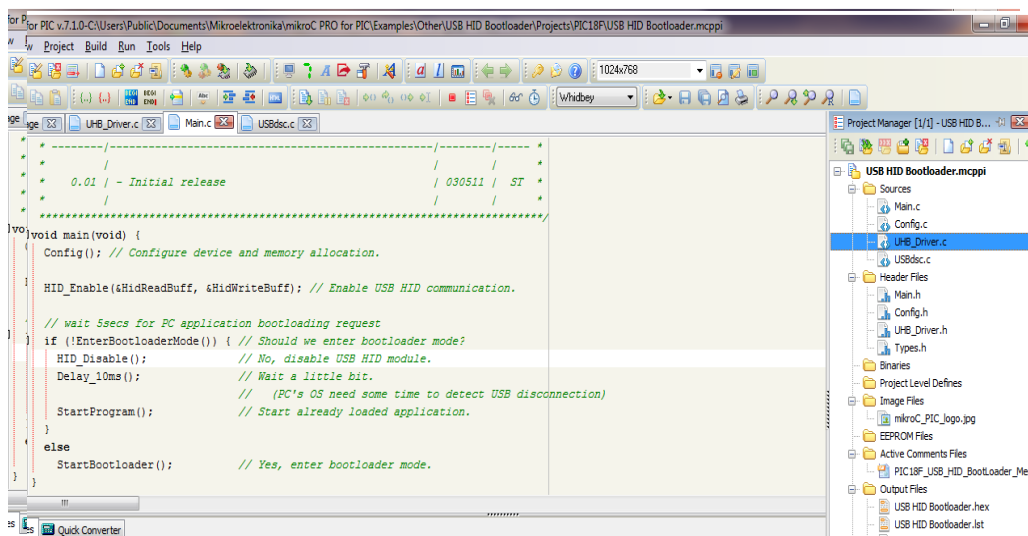 for P
for PIC v.7.1.0-C:\Users\Public\Documents\Mikroelektronika\mikroC PRO for PIC\Examples\Other\USB HID Bootloader\Projects\PIC18F\USB HID Bootloader.mcppi
w Project Build Run Tools Help
1024x768
Whidbey
age UHB_Driver.c Main.c USBdsc.c
* --------/--------------------------------------------------/--------/----- *
* / / / *
* 0.01 / - Initial release / 030511 / ST *
* / / / *
******************************************************************************/
void main(void) {
Config(); // Configure device and memory allocation.
HID_Enable(&HidReadBuff, &HidWriteBuff); // Enable USB HID communication.
// wait 5secs for PC application bootloading request
if (!EnterBootloaderMode()) { // Should we enter bootloader mode?
HID_Disable(); // No, disable USB HID module.
Delay_10ms(); // Wait a little bit.
// (PC's OS need some time to detect USB disconnection)
StartProgram(); // Start already loaded application.
}
else
StartBootloader(); // Yes, enter bootloader mode.
}
es Quick Converter
Project Manager [1/1] - USB HID B...
USB HID Bootloader.mcppi
Sources
Main.c
Config.c
UHB_Driver.c
USBdsc.c
Header Files
Main.h
Config.h
UHB_Driver.h
Types.h
Binaries
Project Level Defines
Image Files
mikroC_PIC_logo.jpg
EEPROM Files
Active Comments Files
PIC18F_USB_HID_BootLoader_Me
Output Files
USB HID Bootloader.hex
USB HID Bootloader.lst